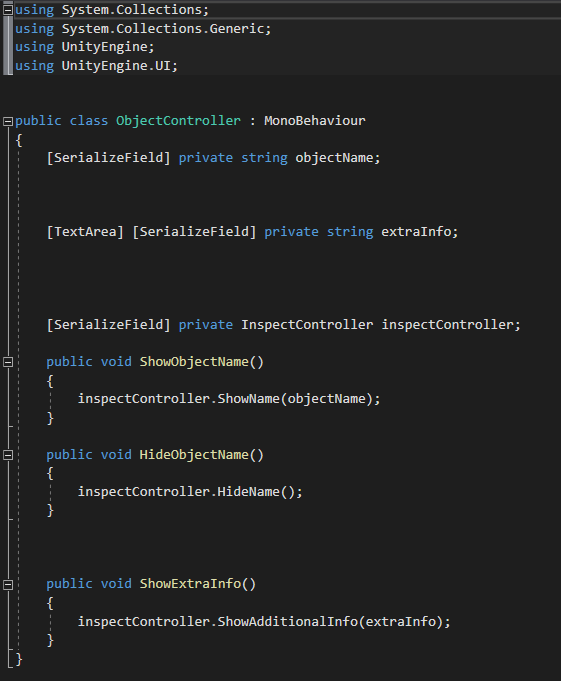 using System.Collections;
using System.Collections.Generic;
using UnityEngine;
using UnityEngine.UI;
public class ObjectController : MonoBehaviour
{
[SerializeField] private string objectName;
[TextArea] [SerializeField] private string extraInfo;
[SerializeField] private InspectController inspectController;
public void ShowObjectName()
{
inspectController.ShowName(objectName);
}
public void HideObjectName()
{
inspectController.HideName();
}
public void ShowExtraInfo()
{
inspectController.ShowAdditionalInfo(extraInfo);
}
}